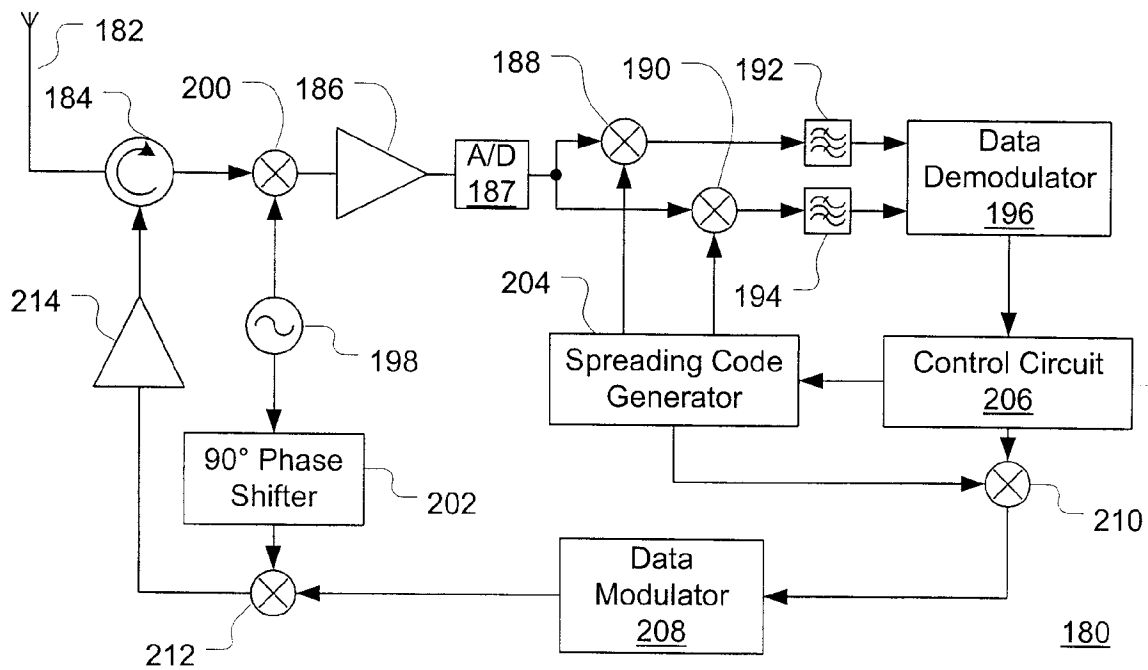 182
184
200
186
188
190
192
A/D
187
Data
Demodulator
196
194
214
198
204
Spreading Code
Generator
Control Circuit
206
90° Phase
Shifter
202
210
Data
Modulator
208
212
180